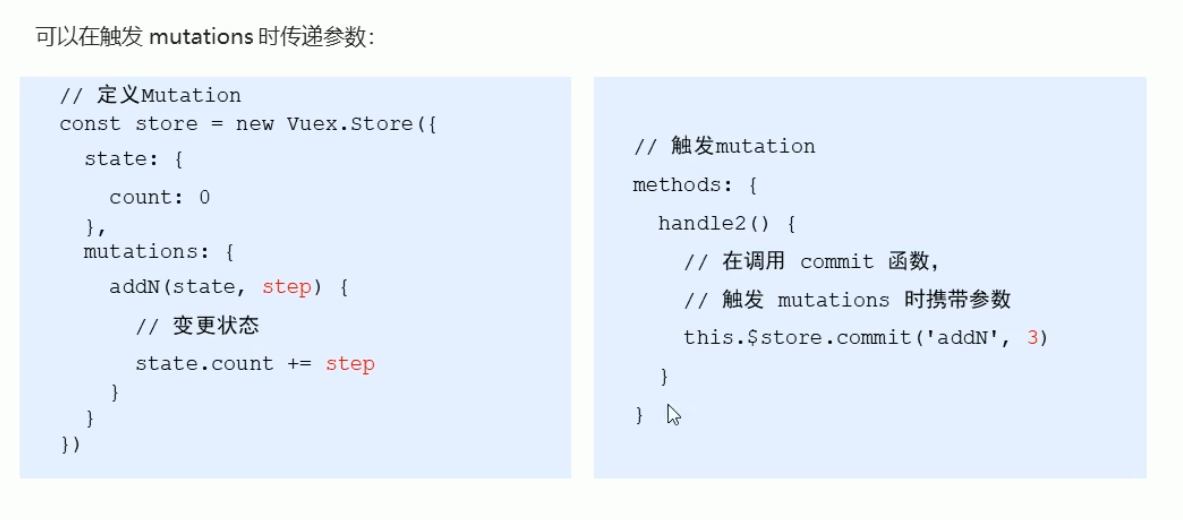 可以在触发 mutations 时传递参数：
// 定义Mutation
const store = new Vuex.Store({
  state: {
    count: 0
  },
  mutations: {
    addN(state, step) {
      // 变更状态
      state.count += step
    }
  }
})
// 触发mutation
methods: {
  handle2() {
    // 在调用 commit 函数，
    // 触发 mutations 时携带参数
    this.$store.commit('addN', 3)
  }
}